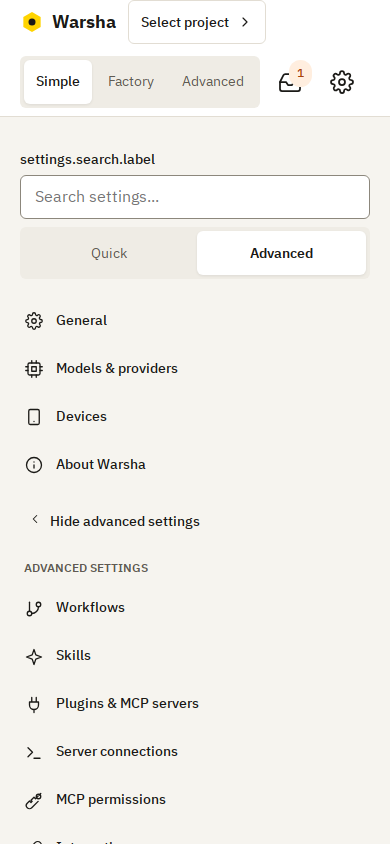 Warsha
Select project
Simple
Factory
Advanced
1
settings.search.label
Search settings...
Quick
Advanced
General
Models & providers
Devices
About Warsha
Hide advanced settings
ADVANCED SETTINGS
Workflows
Skills
Plugins & MCP servers
Server connections
MCP permissions